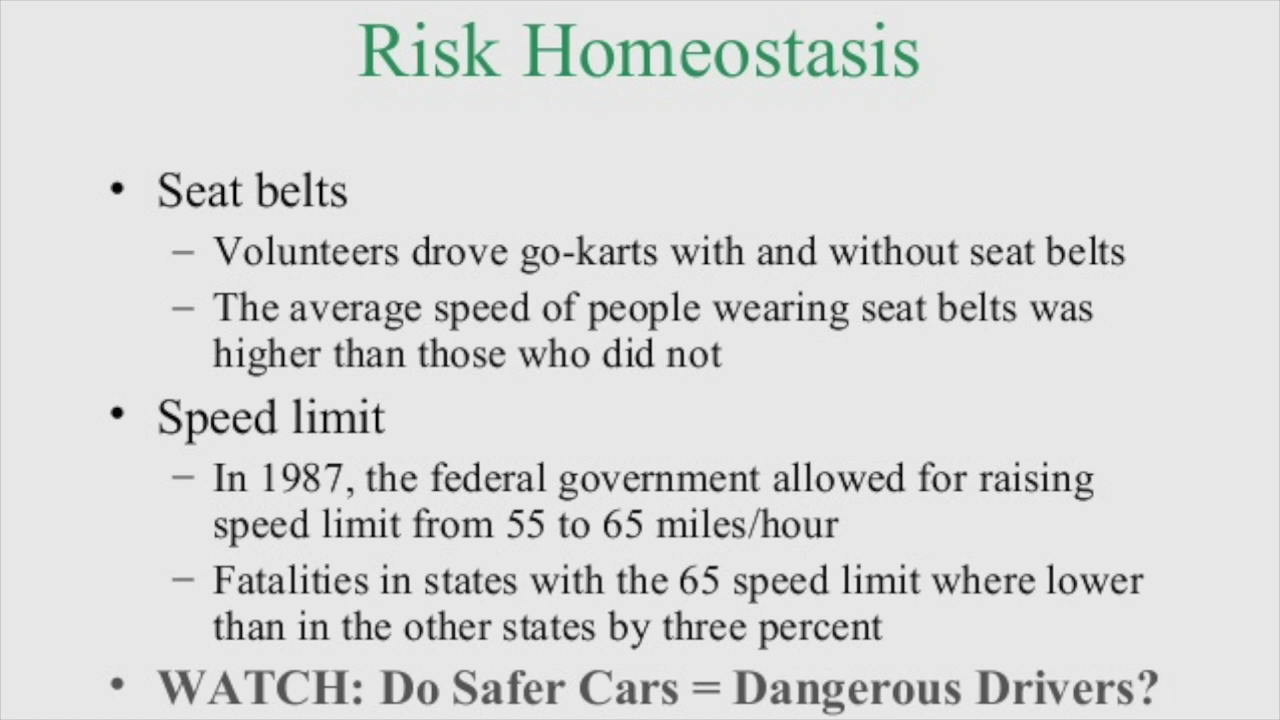 Risk Homeostasis
• Seat belts
– Volunteers drove go-karts with and without seat belts
– The average speed of people wearing seat belts was
higher than those who did not
• Speed limit
– In 1987, the federal government allowed for raising
speed limit from 55 to 65 miles/hour
– Fatalities in states with the 65 speed limit where lower
than in the other states by three percent
• WATCH: Do Safer Cars = Dangerous Drivers?